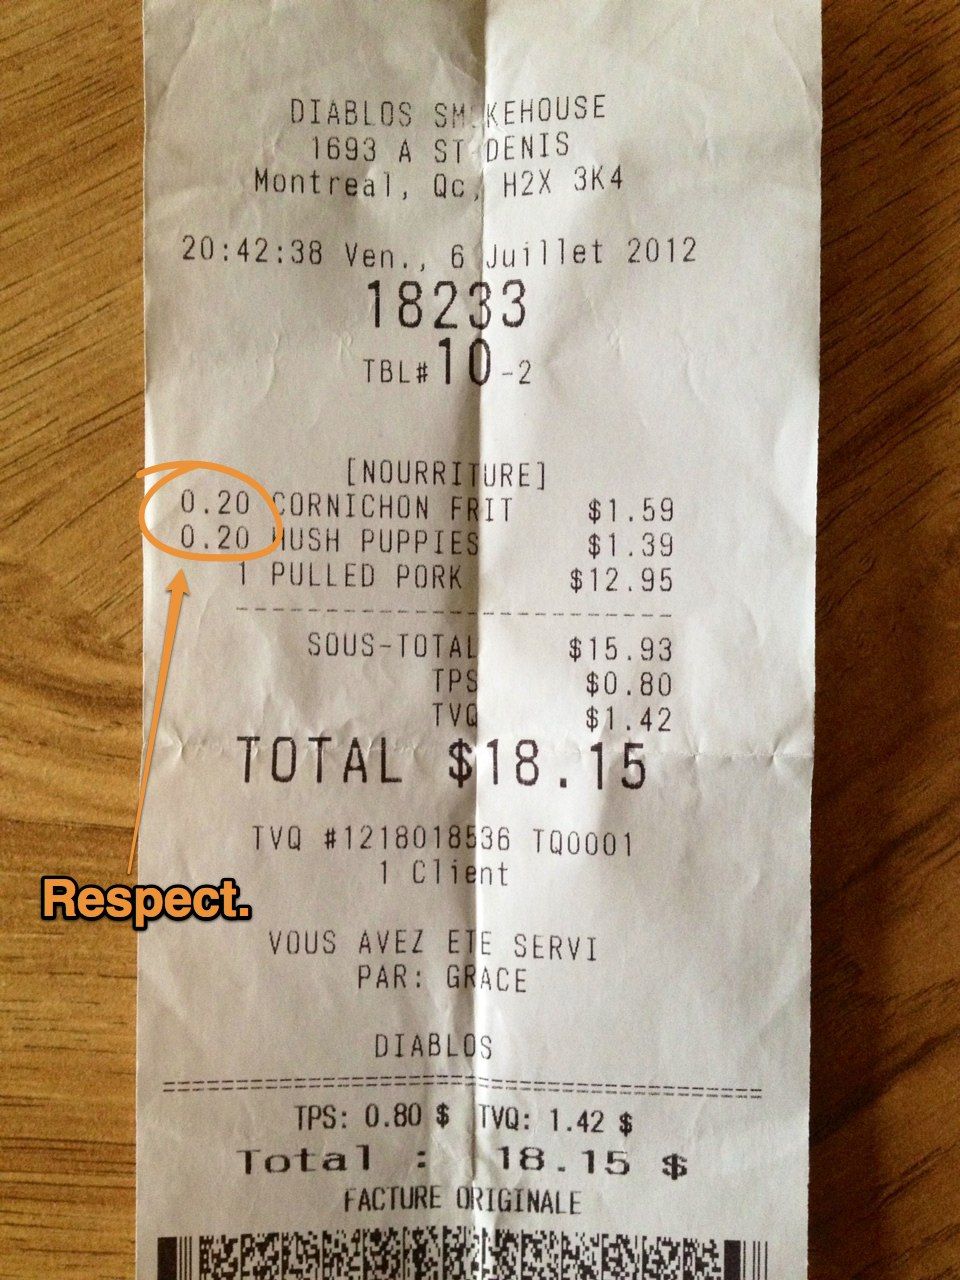 DIABLOS SMOKEHOUSE
1693 A ST DENIS
Montreal, Qc, H2X 3K4
20:42:38 Ven., 6 Juillet 2012
18233
TBL#10-2
[NOURRITURE]
0.20 CORNICHON FRIT $1.59
0.20 HUSH PUPPIES $1.39
1 PULLED PORK $12.95
SOUS-TOTAL $15.93
TPS $0.80
TVQ $1.42
TOTAL $18.15
TVQ #1218018536 TQ0001
1 Client
Respect.
VOUS AVEZ ETE SERVI
PAR: GRACE
DIABLOS
TPS: 0.80 $ TVQ: 1.42 $
Total : 18.15 $
FACTURE ORIGINALE